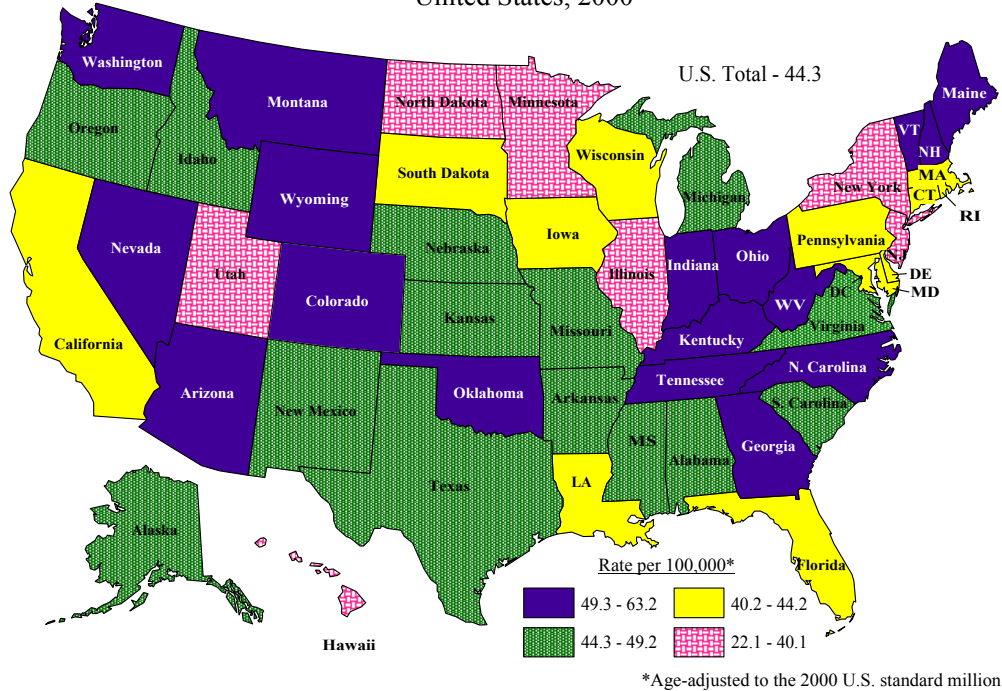 United States, 2000
U.S. Total - 44.3
Washington
Montana
North Dakota
Minnesota
Maine
VT
NH
Oregon
Idaho
Wisconsin
MA
South Dakota
Wyoming
Michigan
New York
CT
RI
Nevada
Nebraska
Iowa
Pennsylvania
Utah
Illinois
Indiana
Ohio
NJ
DE
Colorado
DC
MD
Kansas
Missouri
WV
Virginia
California
Kentucky
N. Carolina
Arizona
Oklahoma
Tennessee
New Mexico
Arkansas
S. Carolina
MS
Alabama
Georgia
Texas
LA
Alaska
Florida
Hawaii
Rate per 100,000*
49.3 - 63.2
40.2 - 44.2
44.3 - 49.2
22.1 - 40.1
*Age-adjusted to the 2000 U.S. standard million